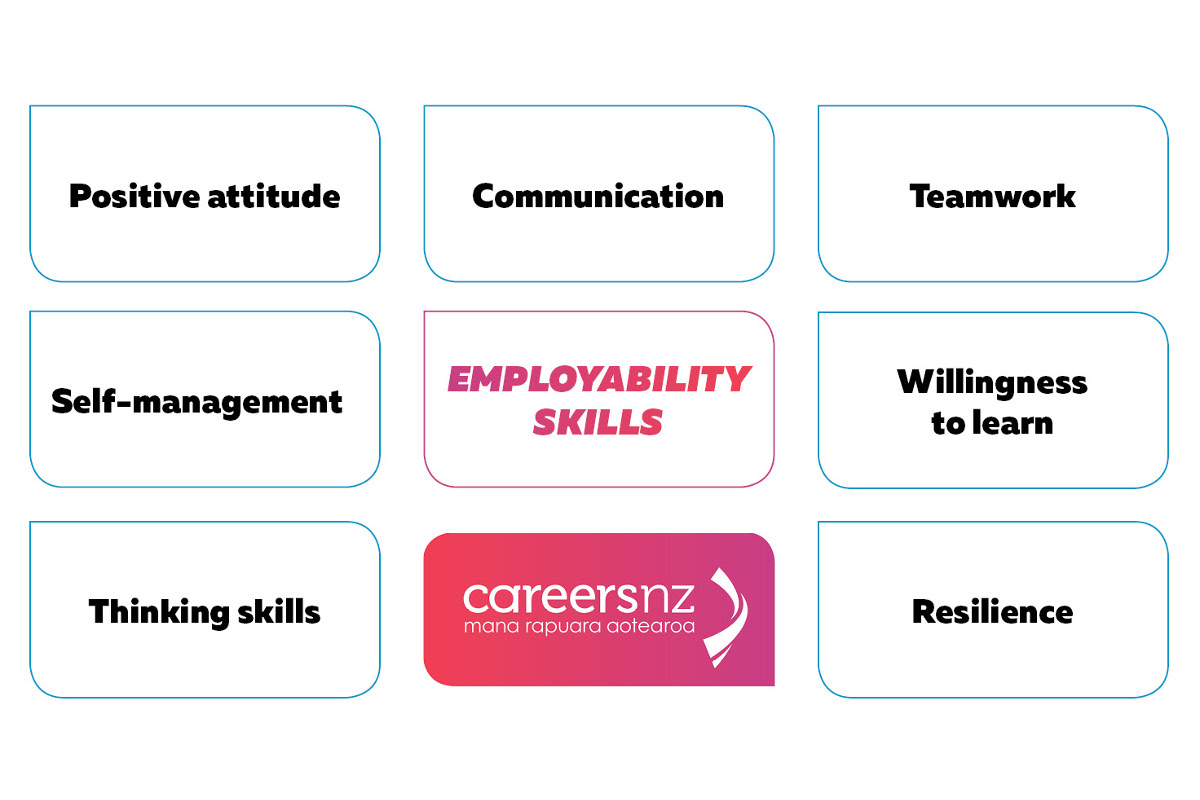 Positive attitude
Communication
Teamwork
Self-management
EMPLOYABILITY
SKILLS
Willingness
to learn
Thinking skills
careersnz
mana rapuara aotearoa
Resilience